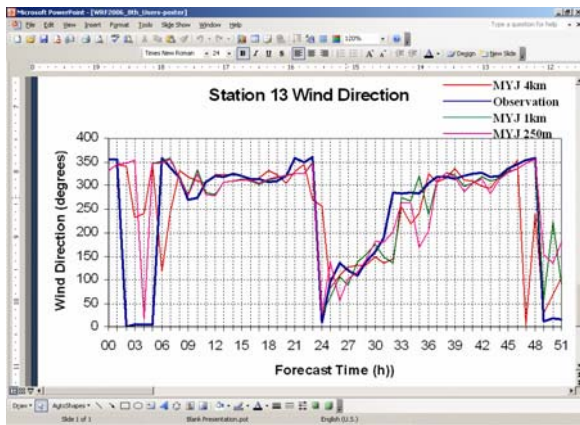 Microsoft PowerPoint - [WRF2006_8th_Users-poster]
File Edit View Insert Format Tools Slide Show Window Help
Type a question for help
120%
Times New Roman 24 B I U S Design New Slide
Station 13 Wind Direction
MYJ 4km
Observation
MYJ 1km
MYJ 250m
Wind Direction (degrees)
400
350
300
250
200
150
100
50
0
00 03 06 09 12 15 18 21 24 27 30 33 36 39 42 45 48 51
Forecast Time (h))
Draw AutoShapes
Slide 1 of 1 Blank Presentation.pot English (U.S.)